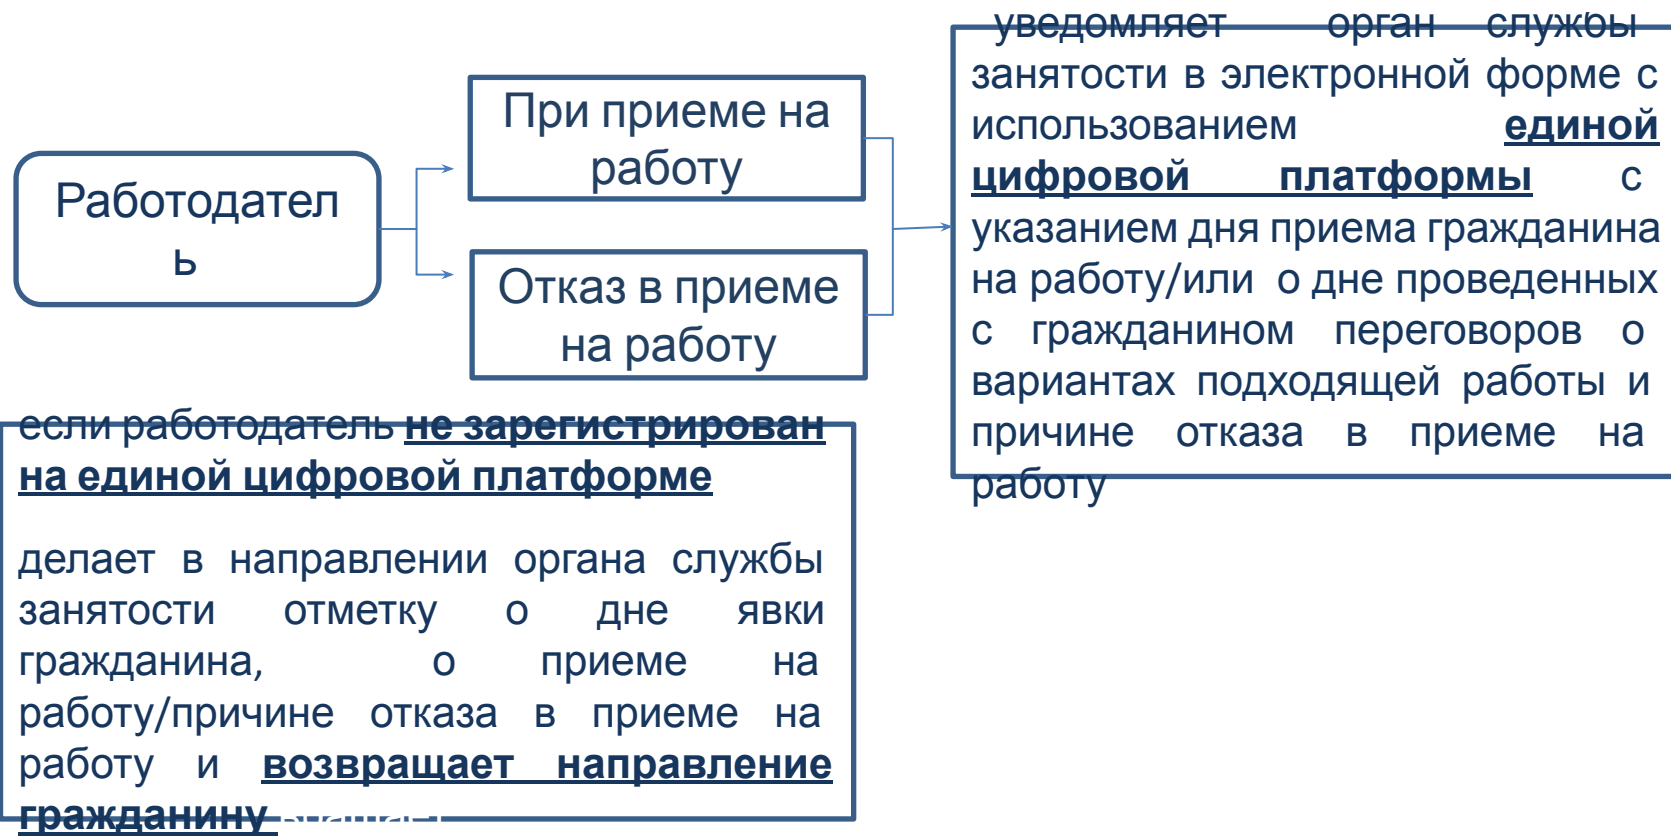 Работодател
ь
При приеме на
работу
Отказ в приеме
на работу
уведомляет орган службы
занятости в электронной форме с
использованием единой
цифровой платформы с
указанием дня приема гражданина
на работу/или о дне проведенных
с гражданином переговоров о
вариантах подходящей работы и
причине отказа в приеме на
работу
если работодатель не зарегистрирован
на единой цифровой платформе
делает в направлении органа службы
занятости отметку о дне явки
гражданина, о приеме на
работу/причине отказа в приеме на
работу и возвращает направление
гражданину